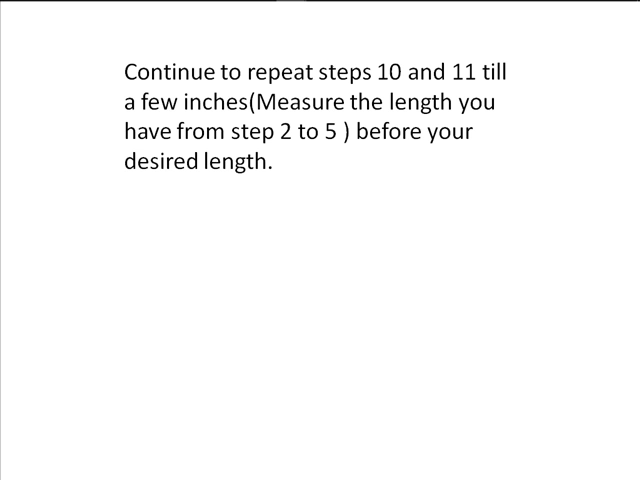 Continue to repeat steps 10 and 11 till
a few inches(Measure the length you
have from step 2 to 5 ) before your
desired length.